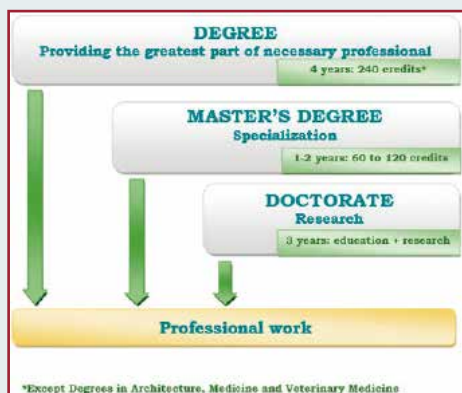 DEGREE
Providing the greatest part of necessary professional
4 years: 240 credits*
MASTER'S DEGREE
Specialization
1-2 years: 60 to 120 credits
DOCTORATE
Research
3 years: education + research
Professional work
*Except Degrees in Architecture, Medicine and Veterinary Medicine